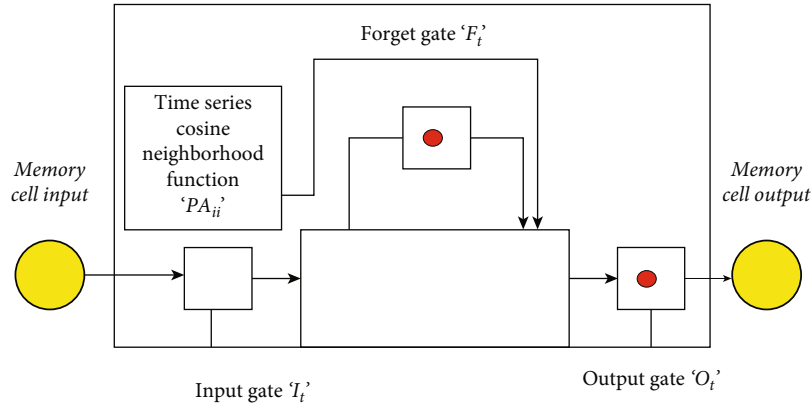 Forget gate ‘Fₜ’
Time series
cosine
neighborhood
function
‘PAᵢᵢ’
Memory
cell input
Memory
cell output
Input gate ‘Iₜ’
Output gate ‘Oₜ’